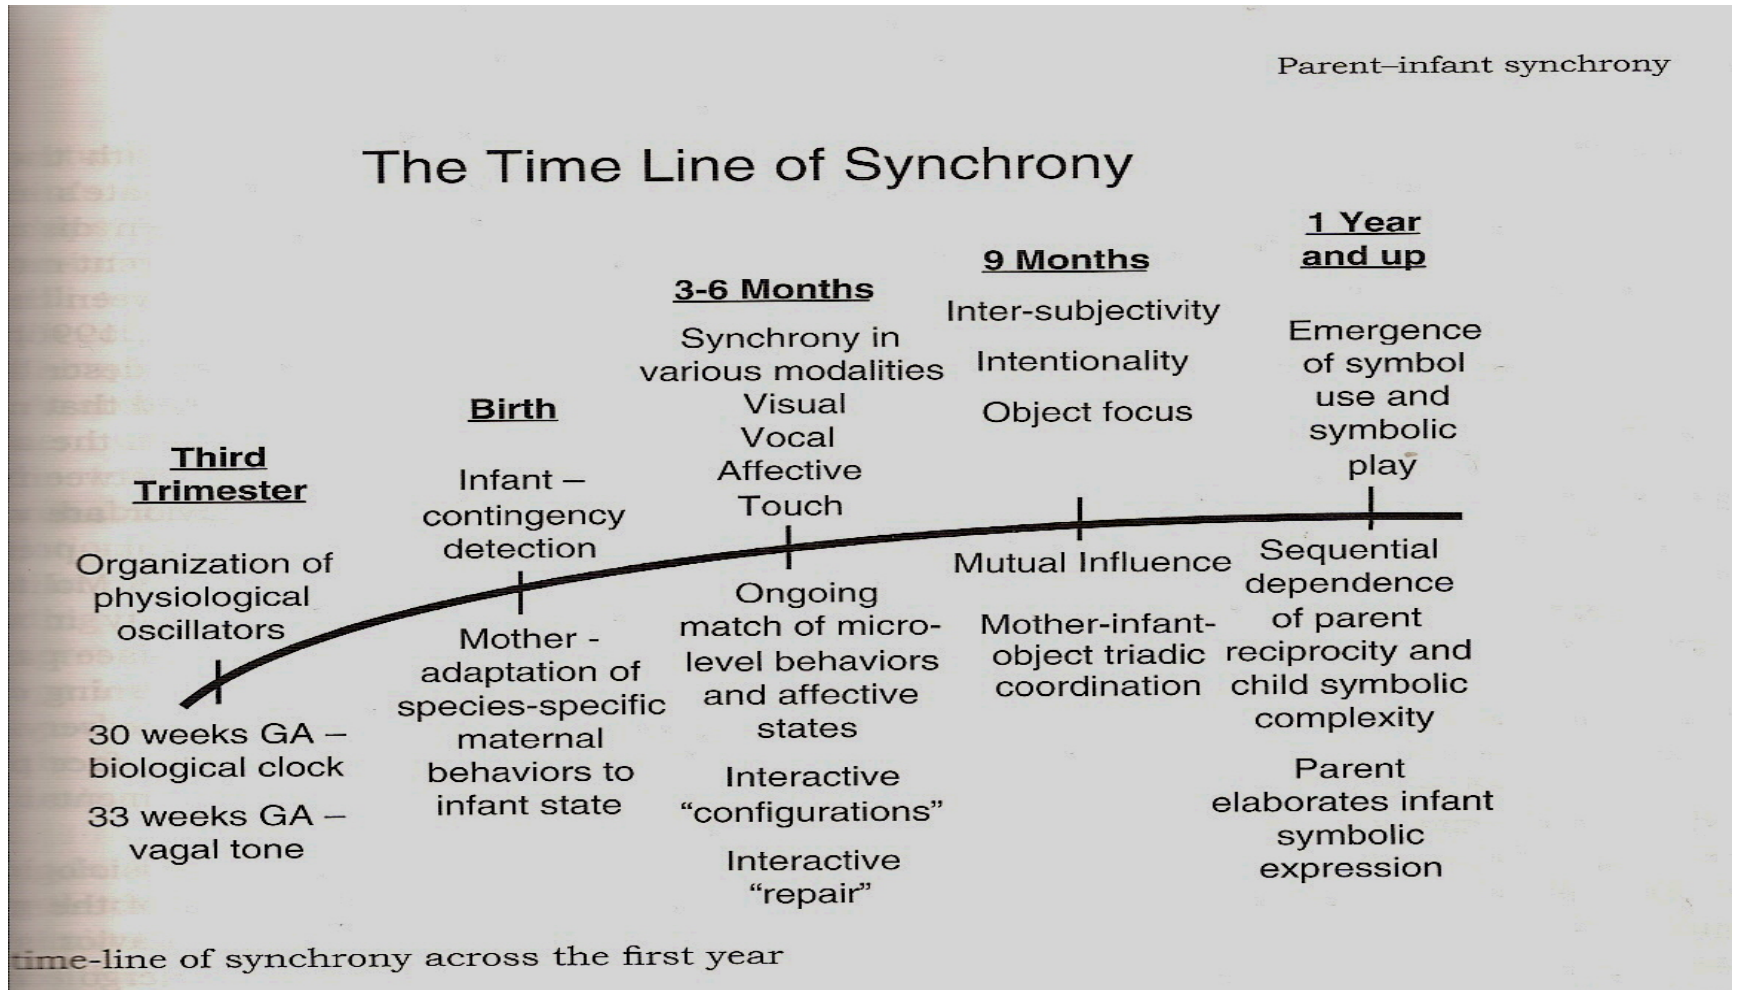 Parent–infant synchrony
The Time Line of Synchrony
Third
Trimester
Organization of
physiological
oscillators
30 weeks GA –
biological clock
33 weeks GA –
vagal tone
Birth
Infant –
contingency
detection
Mother -
adaptation of
species-specific
maternal
behaviors to
infant state
3-6 Months
Synchrony in
various modalities
Visual
Vocal
Affective
Touch
Ongoing
match of micro-
level behaviors
and affective
states
Interactive
“configurations”
Interactive
“repair”
9 Months
Inter-subjectivity
Intentionality
Object focus
Mutual Influence
Mother-infant-
object triadic
coordination
1 Year
and up
Emergence
of symbol
use and
symbolic
play
Sequential
dependence
of parent
reciprocity and
child symbolic
complexity
Parent
elaborates infant
symbolic
expression
time-line of synchrony across the first year